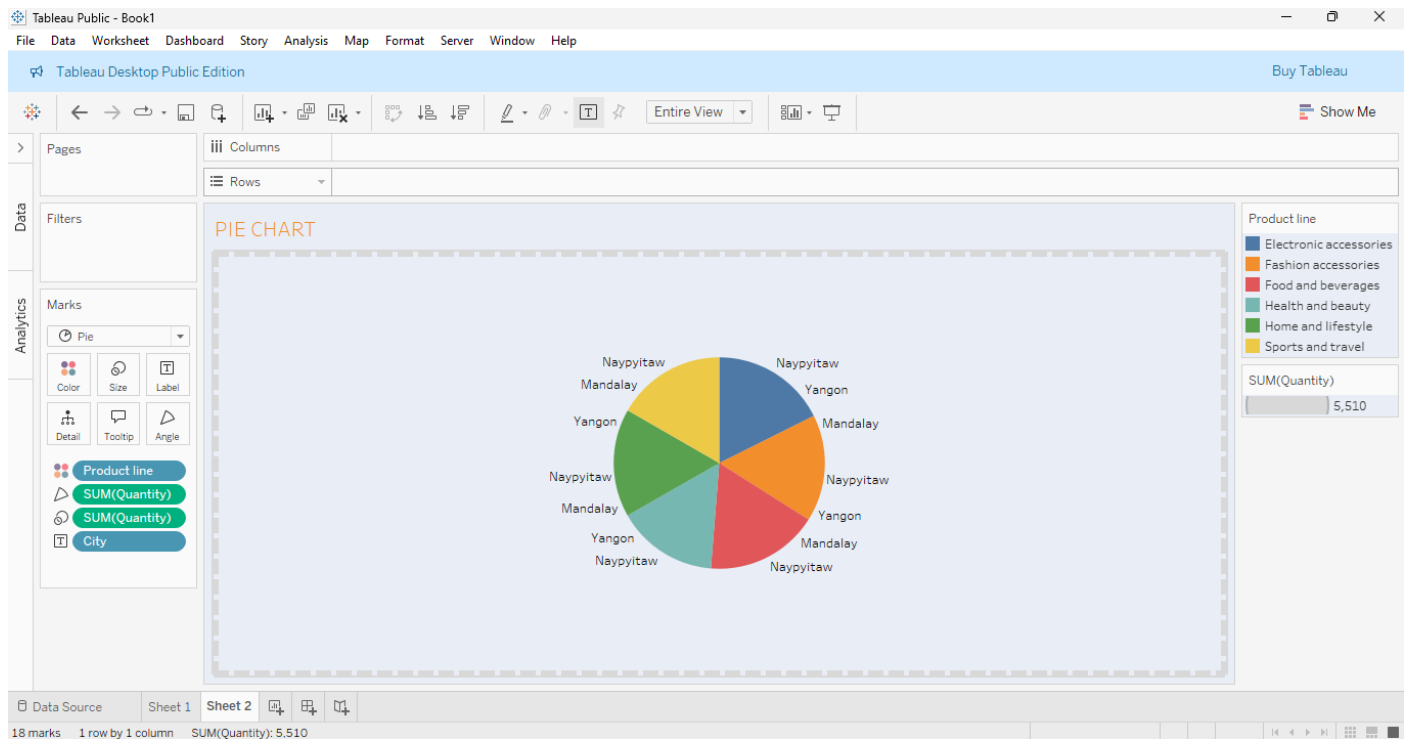 Tableau Public - Book1
File Data Worksheet Dashboard Story Analysis Map Format Server Window Help
Tableau Desktop Public Edition
Buy Tableau
Entire View
Show Me
Pages
Columns
Rows
Data
Analytics
Filters
Marks
Pie
Color Size Label
Detail Tooltip Angle
Product line
SUM(Quantity)
SUM(Quantity)
City
PIE CHART
Naypyitaw
Yangon
Mandalay
Naypyitaw
Yangon
Mandalay
Naypyitaw
Naypyitaw
Yangon
Mandalay
Naypyitaw
Yangon
Mandalay
Naypyitaw
Product line
Electronic accessories
Fashion accessories
Food and beverages
Health and beauty
Home and lifestyle
Sports and travel
SUM(Quantity)
5,510
Data Source Sheet 1 Sheet 2
18 marks 1 row by 1 column SUM(Quantity): 5,510